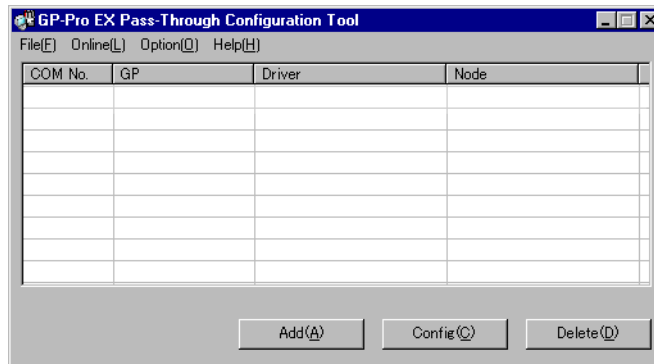 GP-Pro EX Pass-Through Configuration Tool
File(F) Online(L) Option(O) Help(H)
COM No. GP Driver Node
Add(A) Config(C) Delete(D)